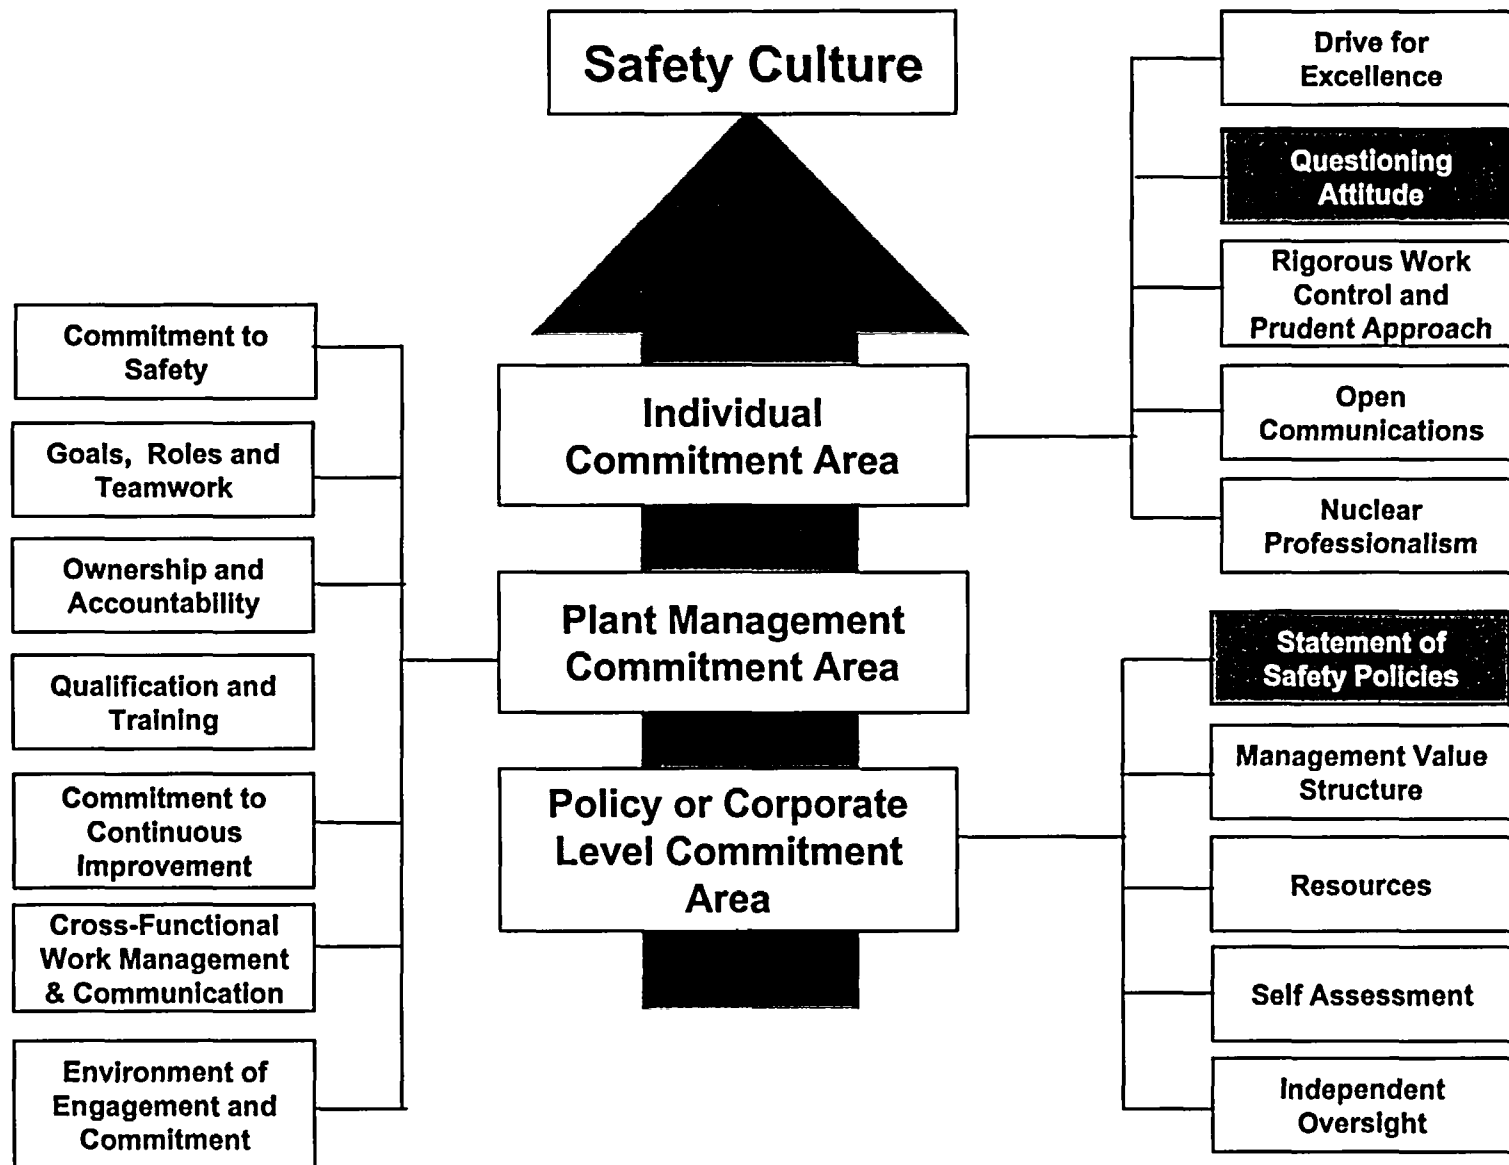 Safety Culture
Drive for
Excellence
Questioning
Attitude
Rigorous Work
Control and
Prudent Approach
Open
Communications
Nuclear
Professionalism
Individual
Commitment Area
Commitment to
Safety
Goals, Roles and
Teamwork
Ownership and
Accountability
Qualification and
Training
Commitment to
Continuous
Improvement
Cross-Functional
Work Management
& Communication
Environment of
Engagement and
Commitment
Plant Management
Commitment Area
Policy or Corporate
Level Commitment
Area
Statement of
Safety Policies
Management Value
Structure
Resources
Self Assessment
Independent
Oversight